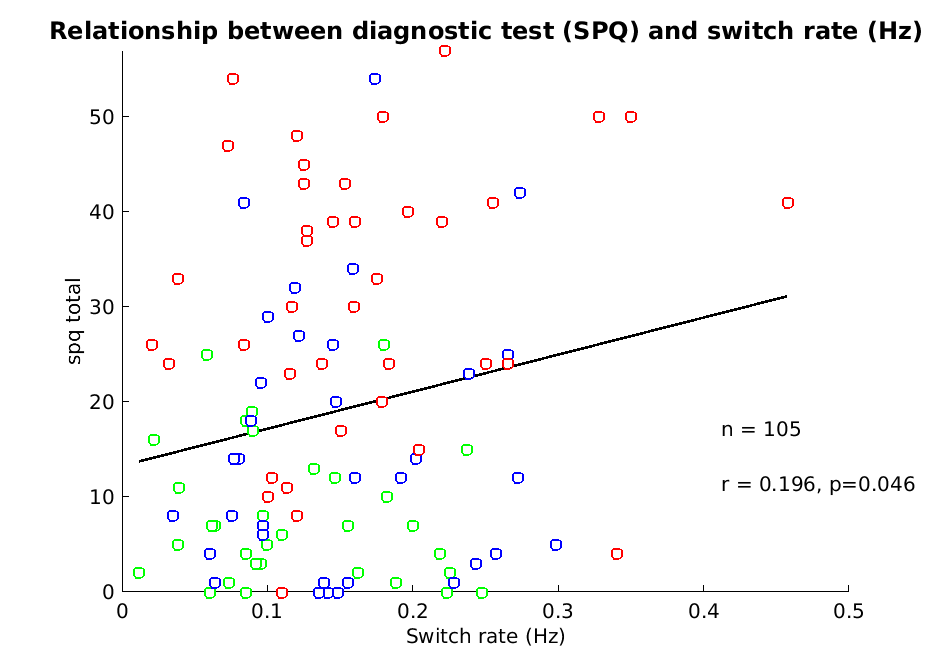 Relationship between diagnostic test (SPQ) and switch rate (Hz)
spq total
50
40
30
20
10
0
n = 105
r = 0.196, p=0.046
0 0.1 0.2 0.3 0.4 0.5
Switch rate (Hz)